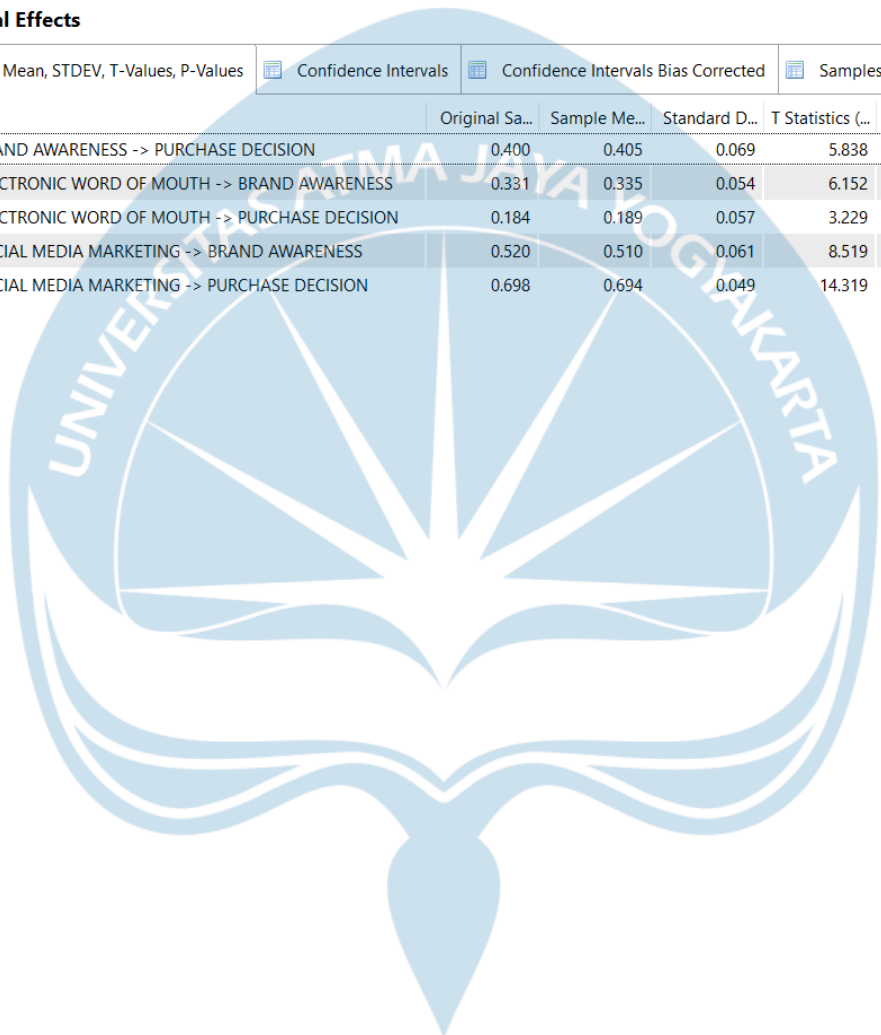 al Effects
Mean, STDEV, T-Values, P-Values Confidence Intervals Confidence Intervals Bias Corrected Samples
Original Sa... Sample Me... Standard D... T Statistics (...
AND AWARENESS -> PURCHASE DECISION 0.400 0.405 0.069 5.838
CTRONIC WORD OF MOUTH -> BRAND AWARENESS 0.331 0.335 0.054 6.152
CTRONIC WORD OF MOUTH -> PURCHASE DECISION 0.184 0.189 0.057 3.229
CIAL MEDIA MARKETING -> BRAND AWARENESS 0.520 0.510 0.061 8.519
CIAL MEDIA MARKETING -> PURCHASE DECISION 0.698 0.694 0.049 14.319
UNIVERSITAS ATMA JAYA YOGYAKARTA